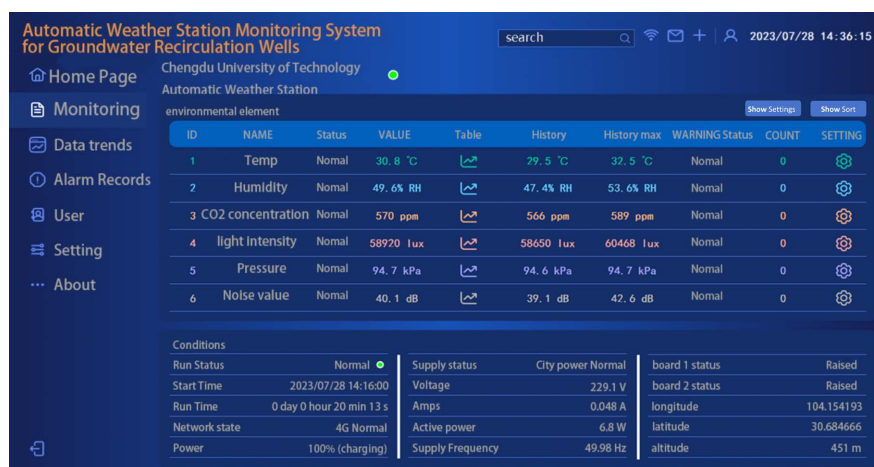 Automatic Weather Station Monitoring System
for Groundwater Recirculation Wells
search
2023/07/28 14:36:15
Home Page
Monitoring
Data trends
Alarm Records
User
Setting
About
Chengdu University of Technology
Automatic Weather Station
environmental element
Show Settings Show Sort
ID NAME Status VALUE Table History History max WARNING Status COUNT SETTING
1 Temp Nomal 30.8 ℃ 29.5 ℃ 32.5 ℃ Nomal 0
2 Humidity Nomal 49.6% RH 47.4% RH 53.6% RH Nomal 0
3 CO2 concentration Nomal 570 ppm 566 ppm 589 ppm Nomal 0
4 light intensity Nomal 58920 lux 58650 lux 60468 lux Nomal 0
5 Pressure Nomal 94.7 kPa 94.6 kPa 94.7 kPa Nomal 0
6 Noise value Nomal 40.1 dB 39.1 dB 42.6 dB Nomal 0
Conditions
Run Status Normal Supply status City power Normal board 1 status Raised
Start Time 2023/07/28 14:16:00 Voltage 229.1 V board 2 status Raised
Run Time 0 day 0 hour 20 min 13 s Amps 0.048 A longitude 104.154193
Network state 4G Normal Active power 6.8 W latitude 30.684666
Power 100% (charging) Supply Frequency 49.98 Hz altitude 451 m